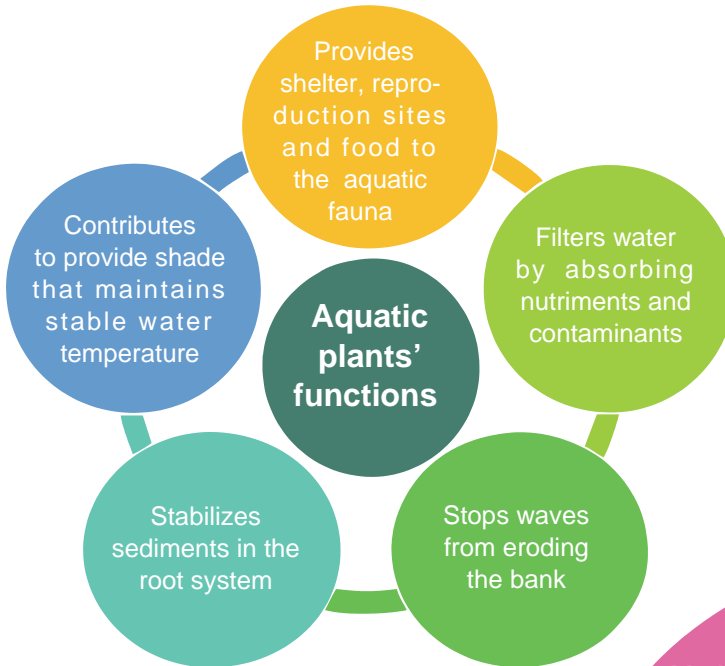 Provides
shelter, repro-
duction sites
and food to
the aquatic
fauna
Filters water
by absorbing
nutriments and
contaminants
Stops waves
from eroding
the bank
Stabilizes
sediments in the
root system
Contributes
to provide shade
that maintains
stable water
temperature
Aquatic
plants’
functions